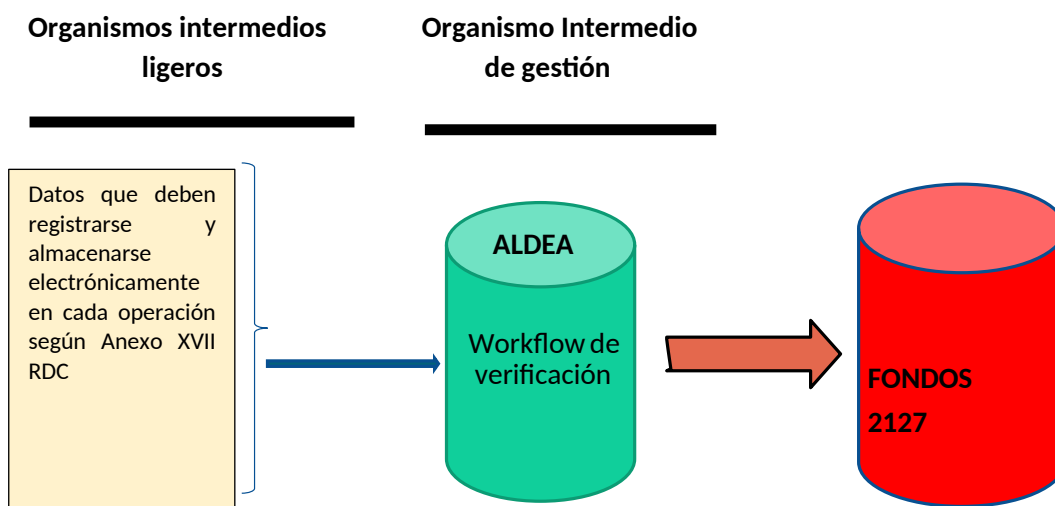 Organismos intermedios
ligeros
Organismo Intermedio
de gestión
Datos que deben
registrarse y
almacenarse
electrónicamente
en cada operación
según Anexo XVII
RDC
ALDEA
Workflow de
verificación
FONDOS
2127